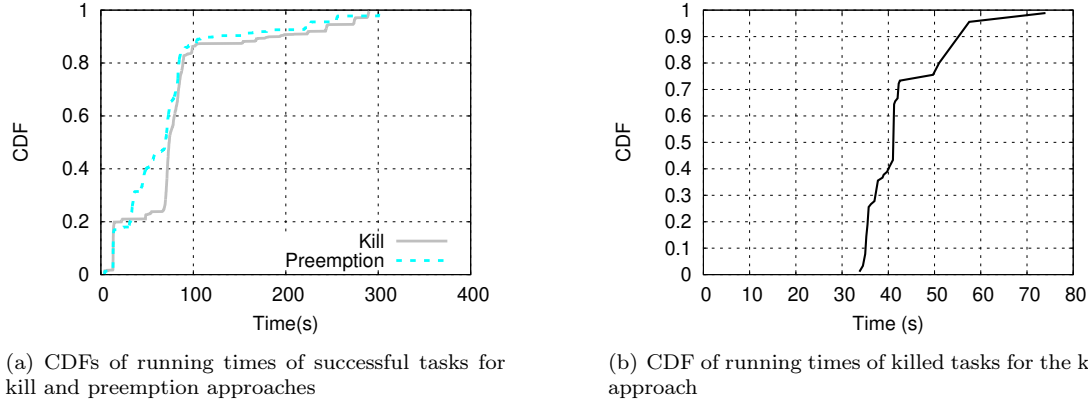 1
0.8
0.6
0.4
0.2
0
CDF
Kill
Preemption
0 100 200 300 400
Time(s)
(a) CDFs of running times of successful tasks for
kill and preemption approaches
1
0.9
0.8
0.7
0.6
0.5
0.4
0.3
0.2
0.1
0
CDF
0 10 20 30 40 50 60 70 80
Time (s)
(b) CDF of running times of killed tasks for the k
approach